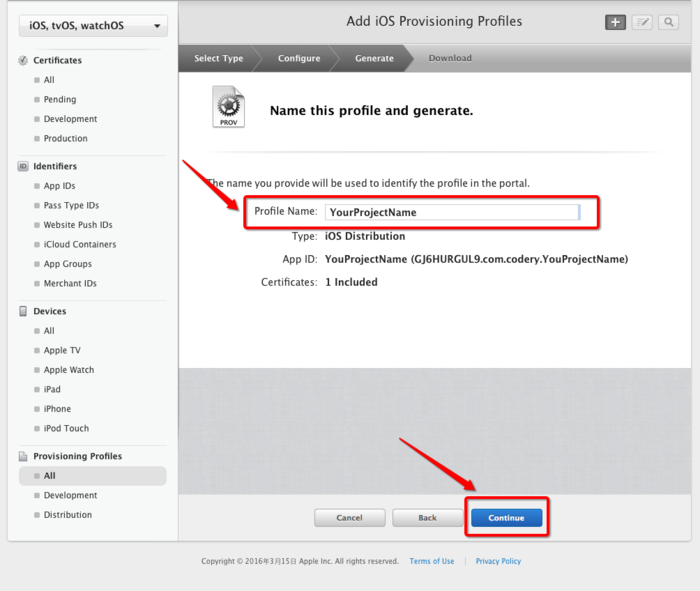 iOS, tvOS, watchOS
Add iOS Provisioning Profiles
Certificates
All
Pending
Development
Production
Identifiers
App IDs
Pass Type IDs
Website Push IDs
iCloud Containers
App Groups
Merchant IDs
Devices
All
Apple TV
Apple Watch
iPad
iPhone
iPod Touch
Provisioning Profiles
All
Development
Distribution
Select Type
Configure
Generate
Download
PROV
Name this profile and generate.
The name you provide will be used to identify the profile in the portal.
Profile Name: YourProjectName
Type: iOS Distribution
App ID: YouProjectName (GJ6HURGUL9.com.codery.YouProjectName)
Certificates: 1 Included
Cancel
Back
Continue
Copyright © 2016年3月15日 Apple Inc. All rights reserved. Terms of Use | Privacy Policy